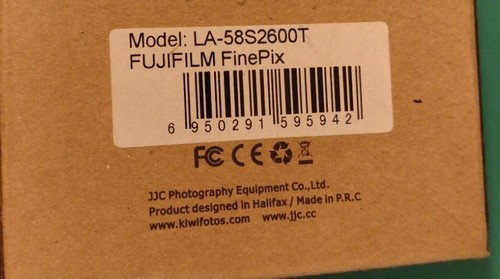 Model: LA-58S2600T
FUJIFILM FinePix
6 950291 595942
FC CE
JJC Photography Equipment Co.,Ltd.
Product designed in Halifax / Made in P.R.C
www.kiwifotos.com www.jjc.cc